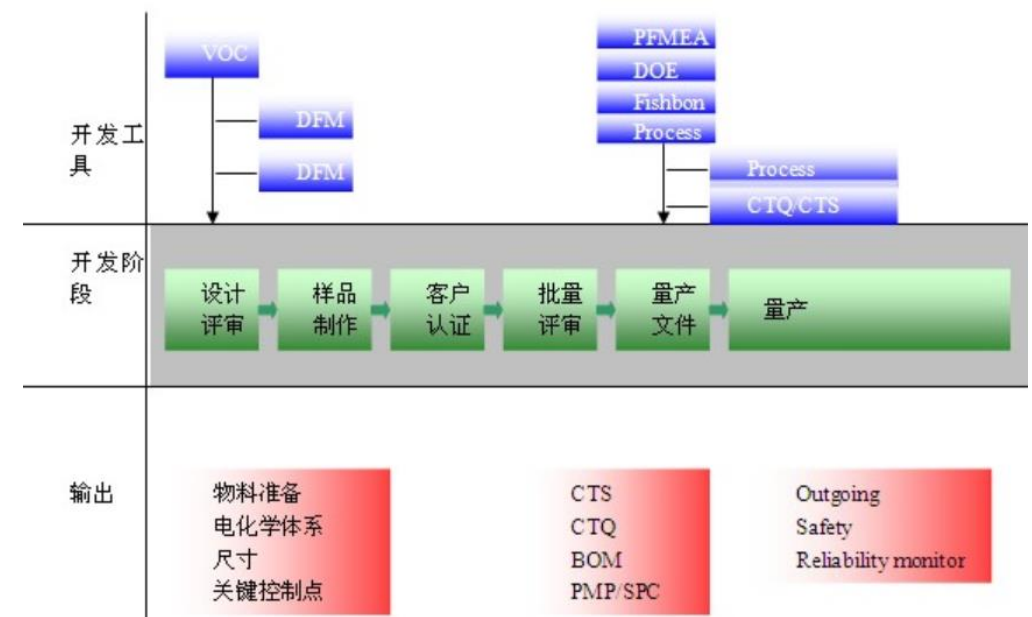 VOC
DFM
DFM
PFMEA
DOE
Fishbon
Process
Process
CTQ/CTS
开发工
具
开发阶
段
设计
评审
样品
制作
客户
认证
批量
评审
量产
文件
量产
输出
物料准备
电化学体系
尺寸
关键控制点
CTS
CTQ
BOM
PMP/SPC
Outgoing
Safety
Reliability monitor